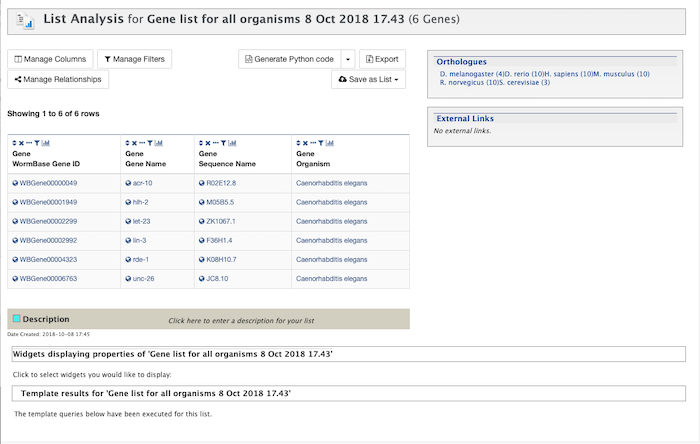 List Analysis for Gene list for all organisms 8 Oct 2018 17.43 (6 Genes)
Manage Columns
Manage Filters
Generate Python code
Export
Manage Relationships
Save as List
Showing 1 to 6 of 6 rows
Gene WormBase Gene ID
Gene Gene Name
Gene Sequence Name
Gene Organism
WBGene00000049 acr-10 R02E12.8 Caenorhabditis elegans
WBGene00001949 hlh-2 M05B5.5 Caenorhabditis elegans
WBGene00002299 let-23 ZK1067.1 Caenorhabditis elegans
WBGene00002992 lin-3 F36H1.4 Caenorhabditis elegans
WBGene00004323 rde-1 K08H10.7 Caenorhabditis elegans
WBGene00006763 unc-26 JC8.10 Caenorhabditis elegans
Description Click here to enter a description for your list
Date Created: 2018-10-08 17:45
Widgets displaying properties of 'Gene list for all organisms 8 Oct 2018 17.43'
Click to select widgets you would like to display:
Template results for 'Gene list for all organisms 8 Oct 2018 17.43'
The template queries below have been executed for this list.
Orthologues
D. melanogaster (4)D. rerio (10)H. sapiens (10)M. musculus (10)
R. norvegicus (10)S. cerevisiae (3)
External Links
No external links.